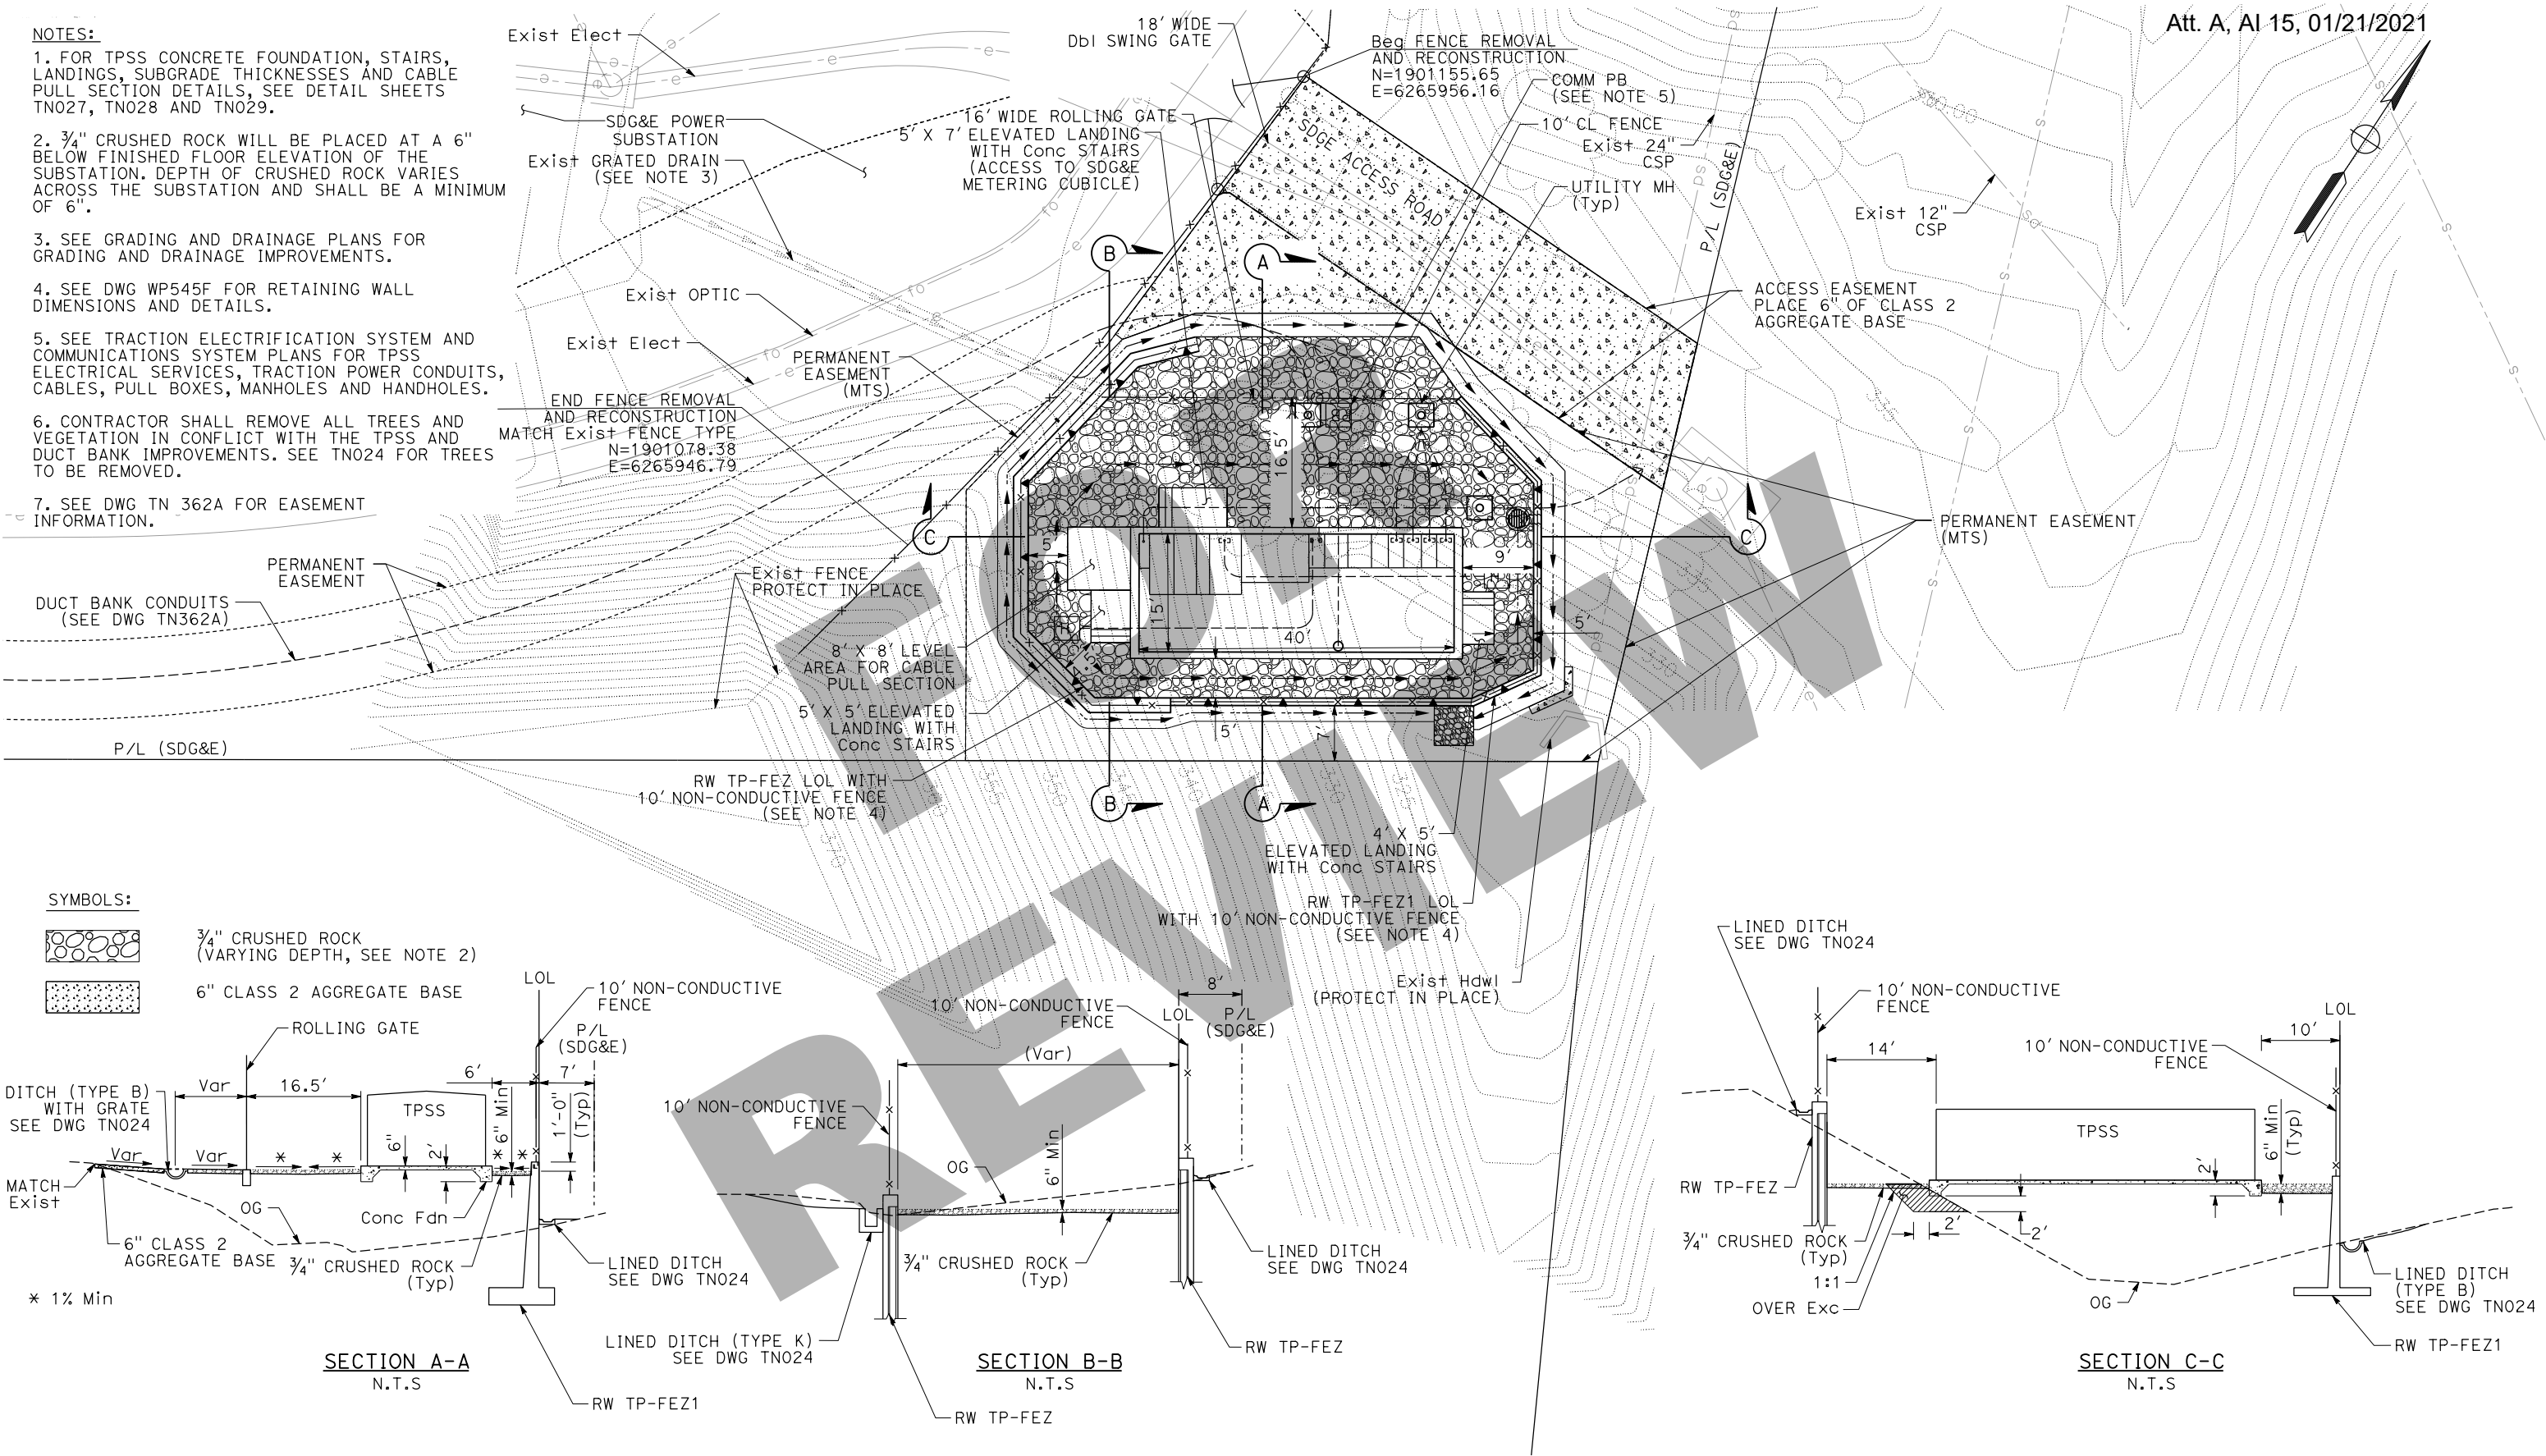 Att. A, AI 15, 01/21/2021
NOTES:
1. FOR TPSS CONCRETE FOUNDATION, STAIRS,
LANDINGS, SUBGRADE THICKNESSES AND CABLE
PULL SECTION DETAILS, SEE DETAIL SHEETS
TN027, TN028 AND TN029.
2. ¾" CRUSHED ROCK WILL BE PLACED AT A 6"
BELOW FINISHED FLOOR ELEVATION OF THE
SUBSTATION. DEPTH OF CRUSHED ROCK VARIES
ACROSS THE SUBSTATION AND SHALL BE A MINIMUM
OF 6".
3. SEE GRADING AND DRAINAGE PLANS FOR
GRADING AND DRAINAGE IMPROVEMENTS.
4. SEE DWG WP545F FOR RETAINING WALL
DIMENSIONS AND DETAILS.
5. SEE TRACTION ELECTRIFICATION SYSTEM AND
COMMUNICATIONS SYSTEM PLANS FOR TPSS
ELECTRICAL SERVICES, TRACTION POWER CONDUITS,
CABLES, PULL BOXES, MANHOLES AND HANDHOLES.
6. CONTRACTOR SHALL REMOVE ALL TREES AND
VEGETATION IN CONFLICT WITH THE TPSS AND
DUCT BANK IMPROVEMENTS. SEE TN024 FOR TREES
TO BE REMOVED.
7. SEE DWG TN 362A FOR EASEMENT
INFORMATION.
Exist Elect
SDG&E POWER
SUBSTATION
Exist GRATED DRAIN
(SEE NOTE 3)
Exist OPTIC
Exist Elect
PERMANENT
EASEMENT
(MTS)
END FENCE REMOVAL
AND RECONSTRUCTION
MATCH Exist FENCE TYPE
N=1901078.38
E=6265946.79
18' WIDE
Dbl SWING GATE
16' WIDE ROLLING GATE
5' X 7' ELEVATED LANDING
WITH Conc STAIRS
(ACCESS TO SDG&E
METERING CUBICLE)
Beg FENCE REMOVAL
AND RECONSTRUCTION
N=1901155.65
E=6265956.16
COMM PB
(SEE NOTE 5)
10' CL FENCE
Exist 24"
CSP
UTILITY MH
(Typ)
SDGE ACCESS ROAD
P/L (SDG&E)
Exist 12"
CSP
ACCESS EASEMENT
PLACE 6" OF CLASS 2
AGGREGATE BASE
PERMANENT EASEMENT
(MTS)
B
A
C
C
B
A
16.5'
5'
9'
15'
40'
5'
5'
7'
335
335
330
340
330
325
PERMANENT
EASEMENT
DUCT BANK CONDUITS
(SEE DWG TN362A)
P/L (SDG&E)
Exist FENCE
PROTECT IN PLACE
8' X 8' LEVEL
AREA FOR CABLE
PULL SECTION
5' X 5' ELEVATED
LANDING WITH
Conc STAIRS
RW TP-FEZ LOL WITH
10' NON-CONDUCTIVE FENCE
(SEE NOTE 4)
4' X 5'
ELEVATED LANDING
WITH Conc STAIRS
RW TP-FEZ1 LOL
WITH 10' NON-CONDUCTIVE FENCE
(SEE NOTE 4)
Exist Hdwl
(PROTECT IN PLACE)
FOR
REVIEW
SYMBOLS:
¾" CRUSHED ROCK
(VARYING DEPTH, SEE NOTE 2)
6" CLASS 2 AGGREGATE BASE
ROLLING GATE
LOL
10' NON-CONDUCTIVE
FENCE
P/L
(SDG&E)
DITCH (TYPE B)
WITH GRATE
SEE DWG TN024
Var
16.5'
6'
7'
TPSS
6"
2'
* 6" Min *
1'-0"
(Typ)
Var
Var
*
*
MATCH
Exist
OG
Conc Fdn
6" CLASS 2
AGGREGATE BASE
¾" CRUSHED ROCK
(Typ)
LINED DITCH
SEE DWG TN024
* 1% Min
SECTION A-A
N.T.S
RW TP-FEZ1
10' NON-CONDUCTIVE
FENCE
8'
LOL
P/L
(SDG&E)
(Var)
10' NON-CONDUCTIVE
FENCE
OG
6" Min
¾" CRUSHED ROCK
(Typ)
LINED DITCH
SEE DWG TN024
LINED DITCH (TYPE K)
SEE DWG TN024
RW TP-FEZ
SECTION B-B
N.T.S
RW TP-FEZ
LINED DITCH
SEE DWG TN024
10' NON-CONDUCTIVE
FENCE
14'
10' NON-CONDUCTIVE
FENCE
10'
LOL
TPSS
6" Min
(Typ)
2'
RW TP-FEZ
¾" CRUSHED ROCK
(Typ)
2'
2'
1:1
OVER Exc
OG
LINED DITCH
(TYPE B)
SEE DWG TN024
RW TP-FEZ1
SECTION C-C
N.T.S